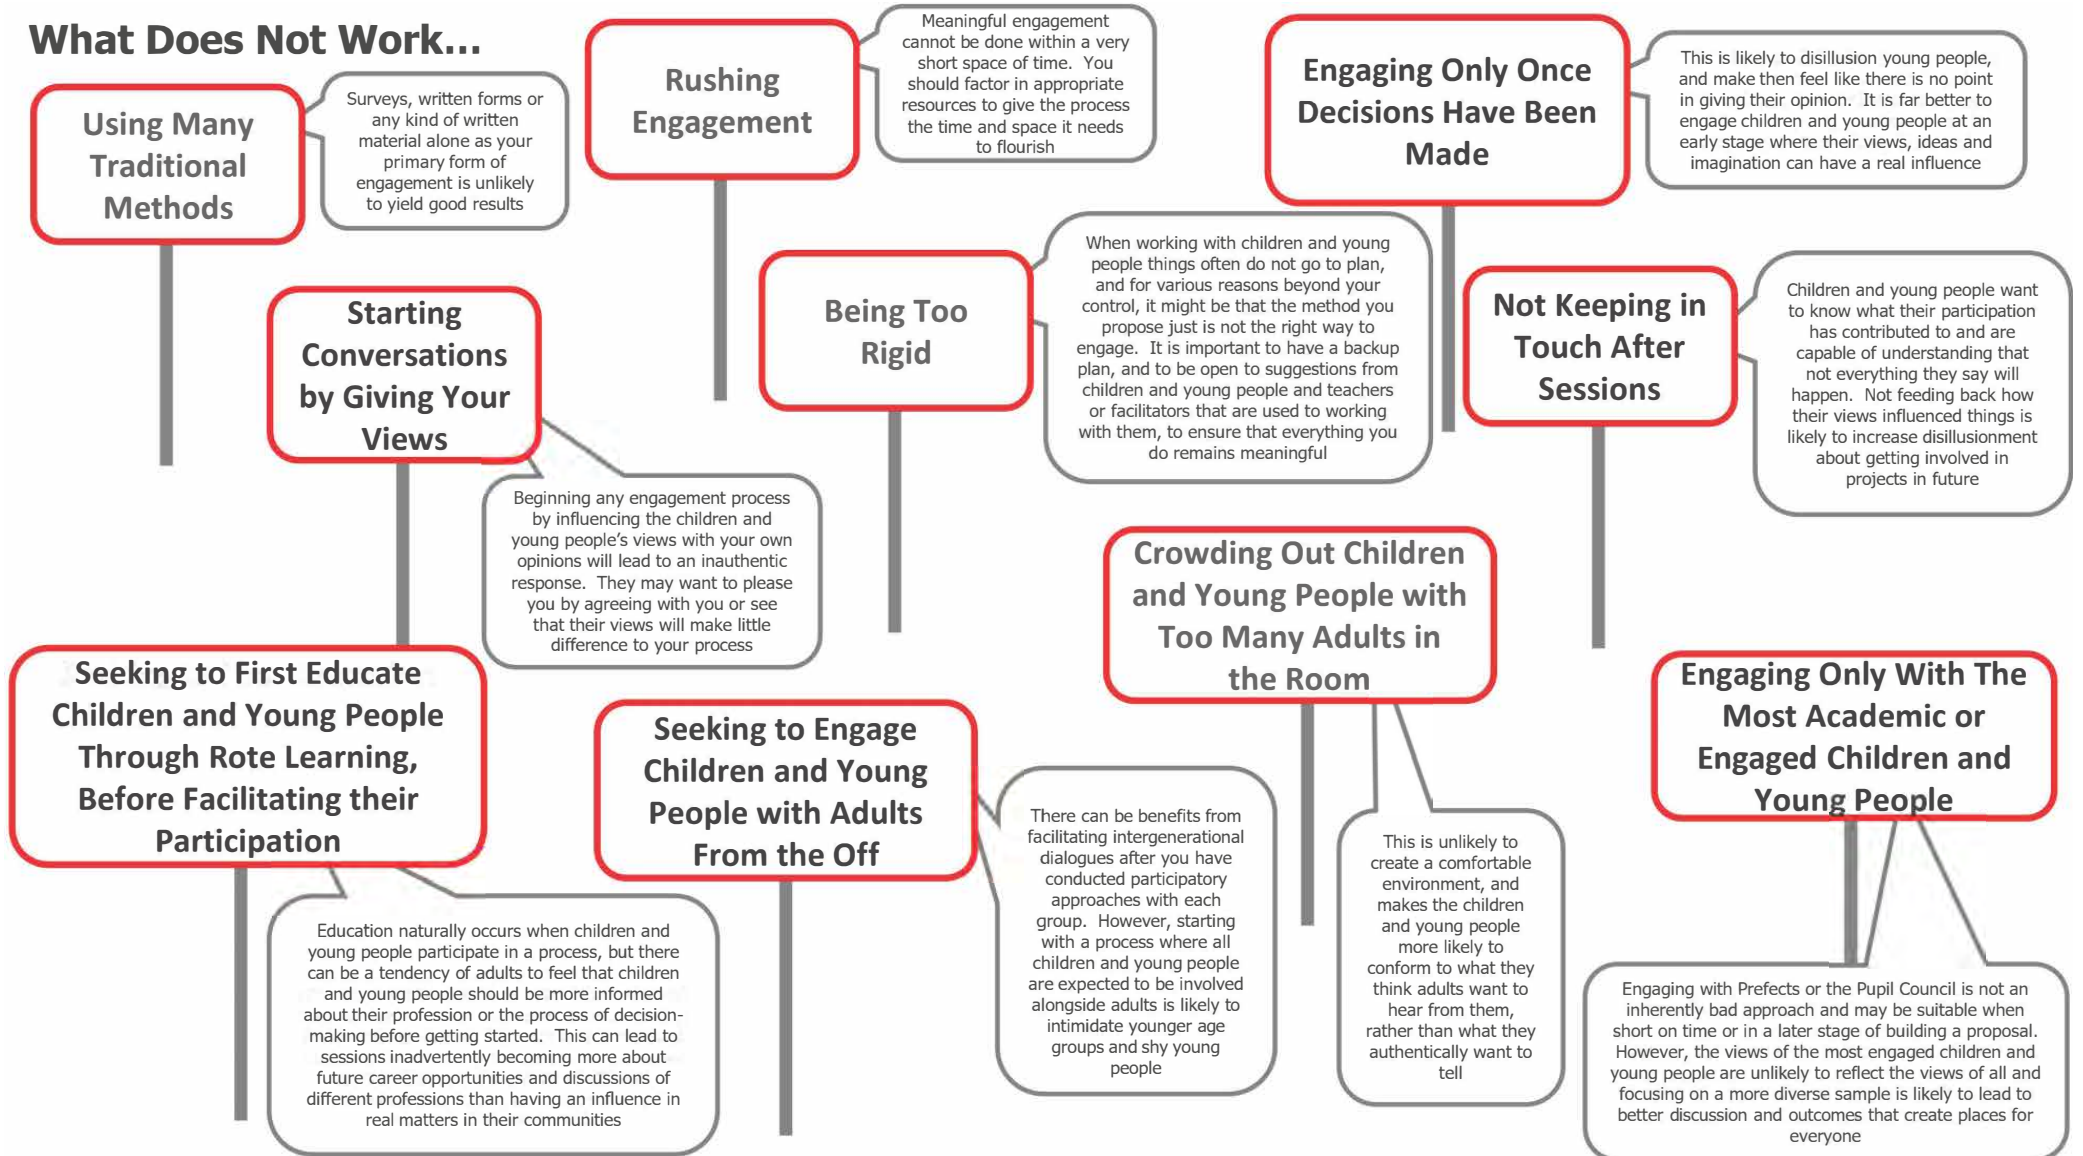 What Does Not Work...
Using Many
Traditional
Methods
Surveys, written forms or
any kind of written
material alone as your
primary form of
engagement is unlikely
to yield good results
Rushing
Engagement
Meaningful engagement
cannot be done within a very
short space of time. You
should factor in appropriate
resources to give the process
the time and space it needs
to flourish
Engaging Only Once
Decisions Have Been
Made
This is likely to disillusion young people,
and make then feel like there is no point
in giving their opinion. It is far better to
engage children and young people at an
early stage where their views, ideas and
imagination can have a real influence
Starting
Conversations
by Giving Your
Views
Beginning any engagement process
by influencing the children and
young people's views with your own
opinions will lead to an inauthentic
response. They may want to please
you by agreeing with you or see
that their views will make little
difference to your process
Being Too
Rigid
When working with children and young
people things often do not go to plan,
and for various reasons beyond your
control, it might be that the method you
propose just is not the right way to
engage. It is important to have a backup
plan, and to be open to suggestions from
children and young people and teachers
or facilitators that are used to working
with them, to ensure that everything you
do remains meaningful
Not Keeping in
Touch After
Sessions
Children and young people want
to know what their participation
has contributed to and are
capable of understanding that
not everything they say will
happen. Not feeding back how
their views influenced things is
likely to increase disillusionment
about getting involved in
projects in future
Seeking to First Educate
Children and Young People
Through Rote Learning,
Before Facilitating their
Participation
Education naturally occurs when children and
young people participate in a process, but there
can be a tendency of adults to feel that children
and young people should be more informed
about their profession or the process of decision-
making before getting started. This can lead to
sessions inadvertently becoming more about
future career opportunities and discussions of
different professions than having an influence in
real matters in their communities
Seeking to Engage
Children and Young
People with Adults
From the Off
There can be benefits from
facilitating intergenerational
dialogues after you have
conducted participatory
approaches with each
group. However, starting
with a process where all
children and young people
are expected to be involved
alongside adults is likely to
intimidate younger age
groups and shy young
people
Crowding Out Children
and Young People with
Too Many Adults in
the Room
This is unlikely to
create a comfortable
environment, and
makes the children
and young people
more likely to
conform to what they
think adults want to
hear from them,
rather than what they
authentically want to
tell
Engaging Only With The
Most Academic or
Engaged Children and
Young People
Engaging with Prefects or the Pupil Council is not an
inherently bad approach and may be suitable when
short on time or in a later stage of building a proposal.
However, the views of the most engaged children and
young people are unlikely to reflect the views of all and
focusing on a more diverse sample is likely to lead to
better discussion and outcomes that create places for
everyone